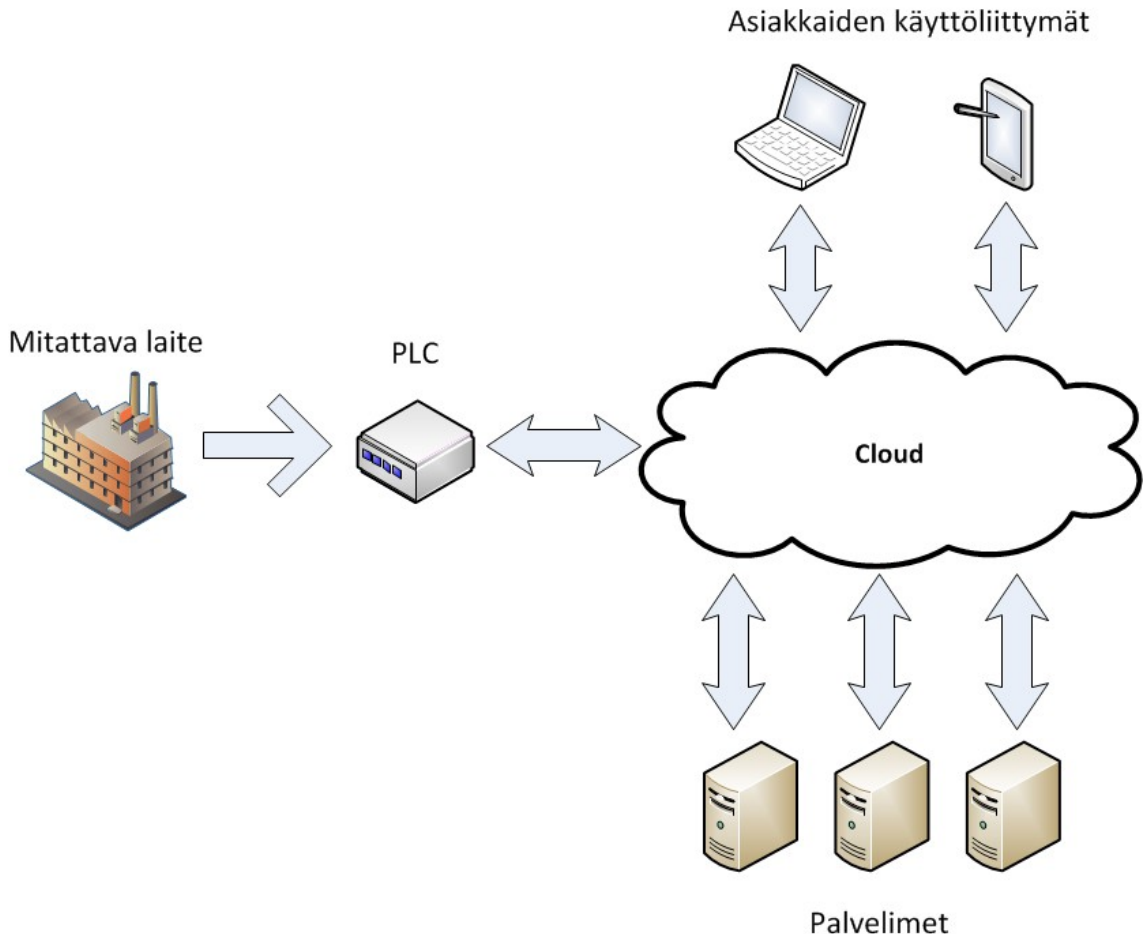 Asiakkaiden käyttöliittymät
Mitattava laite
PLC
Cloud
Palvelimet